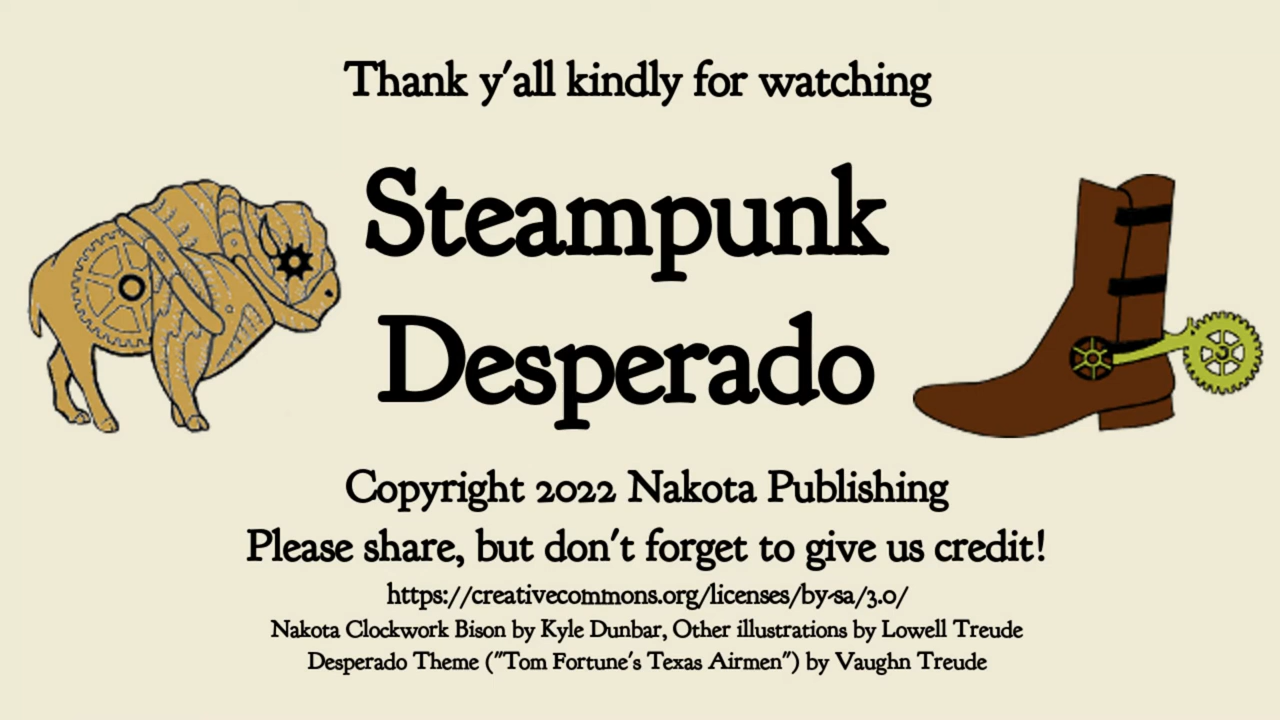 Thank y'all kindly for watching
Steampunk
Desperado
Copyright 2022 Nakota Publishing
Please share, but don't forget to give us credit!
https://creativecommons.org/licenses/by-sa/3.0/
Nakota Clockwork Bison by Kyle Dunbar, Other illustrations by Lowell Treude
Desperado Theme ("Tom Fortune's Texas Airmen") by Vaughn Treude